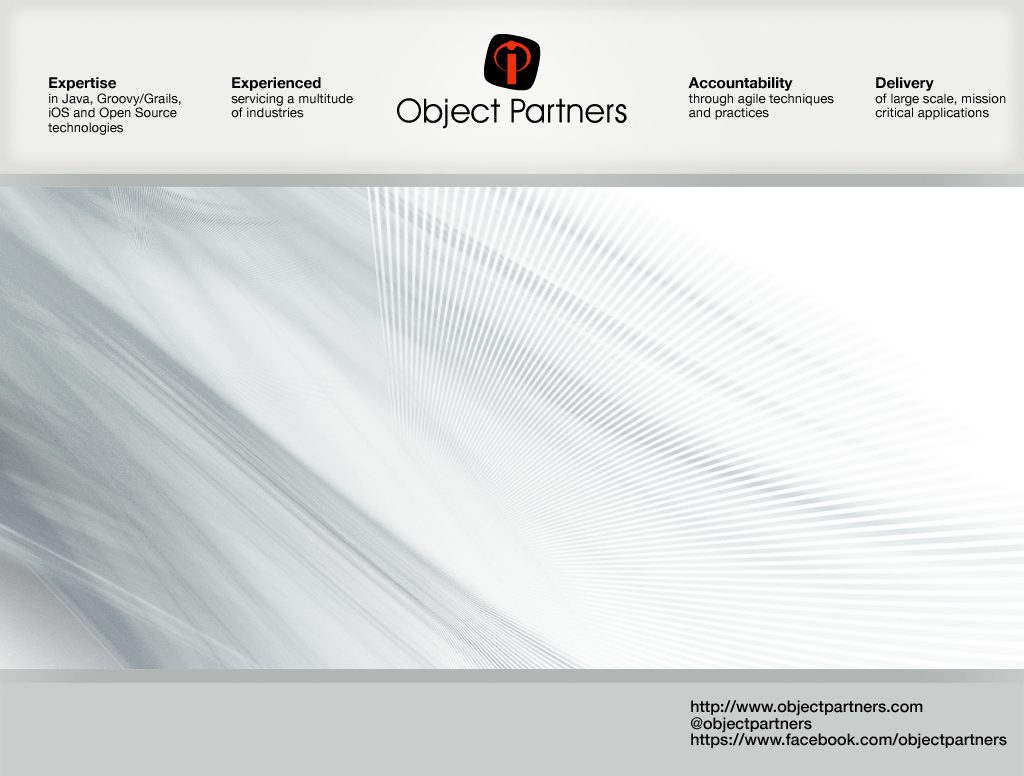 Expertise
in Java, Groovy/Grails,
iOS and Open Source
technologies
Experienced
servicing a multitude
of industries
Object Partners
Accountability
through agile techniques
and practices
Delivery
of large scale, mission
critical applications
http://www.objectpartners.com
@objectpartners
https://www.facebook.com/objectpartners